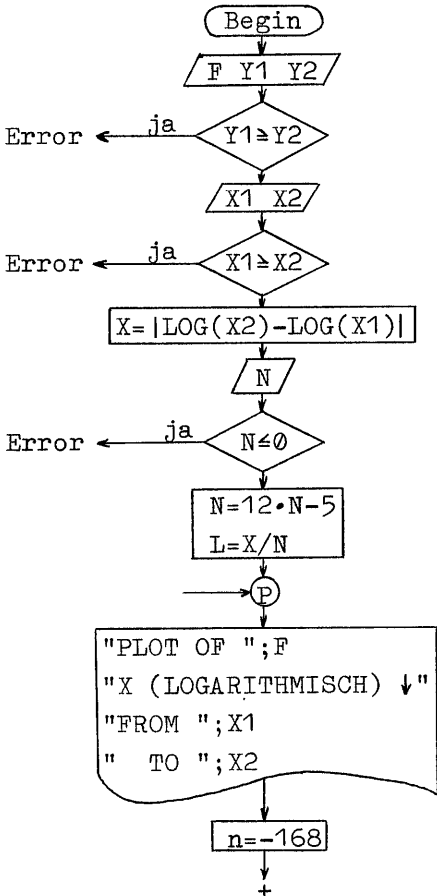 Begin
F Y1 Y2
Error ja Y1≥Y2
X1 X2
Error ja X1≥X2
X=|LOG(X2)-LOG(X1)|
N
Error ja N≤0
N=12•N-5
L=X/N
P
"PLOT OF ";F
"X (LOGARITHMISCH) ↓"
"FROM ";X1
"  TO ";X2
n=-168
+